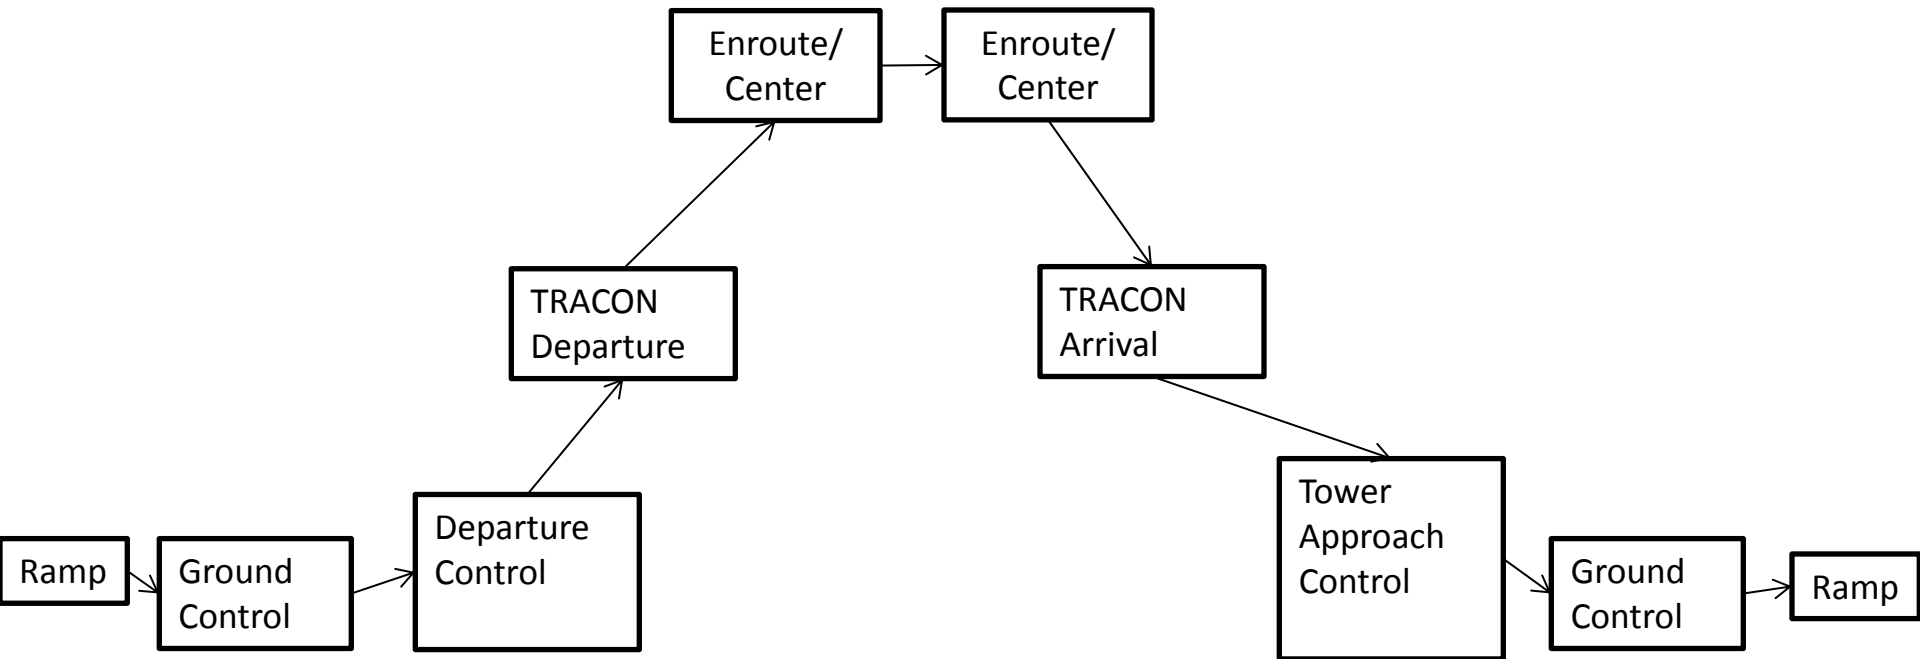 Enroute/
Center
Enroute/
Center
TRACON
Departure
TRACON
Arrival
Ramp
Ground
Control
Departure
Control
Tower
Approach
Control
Ground
Control
Ramp